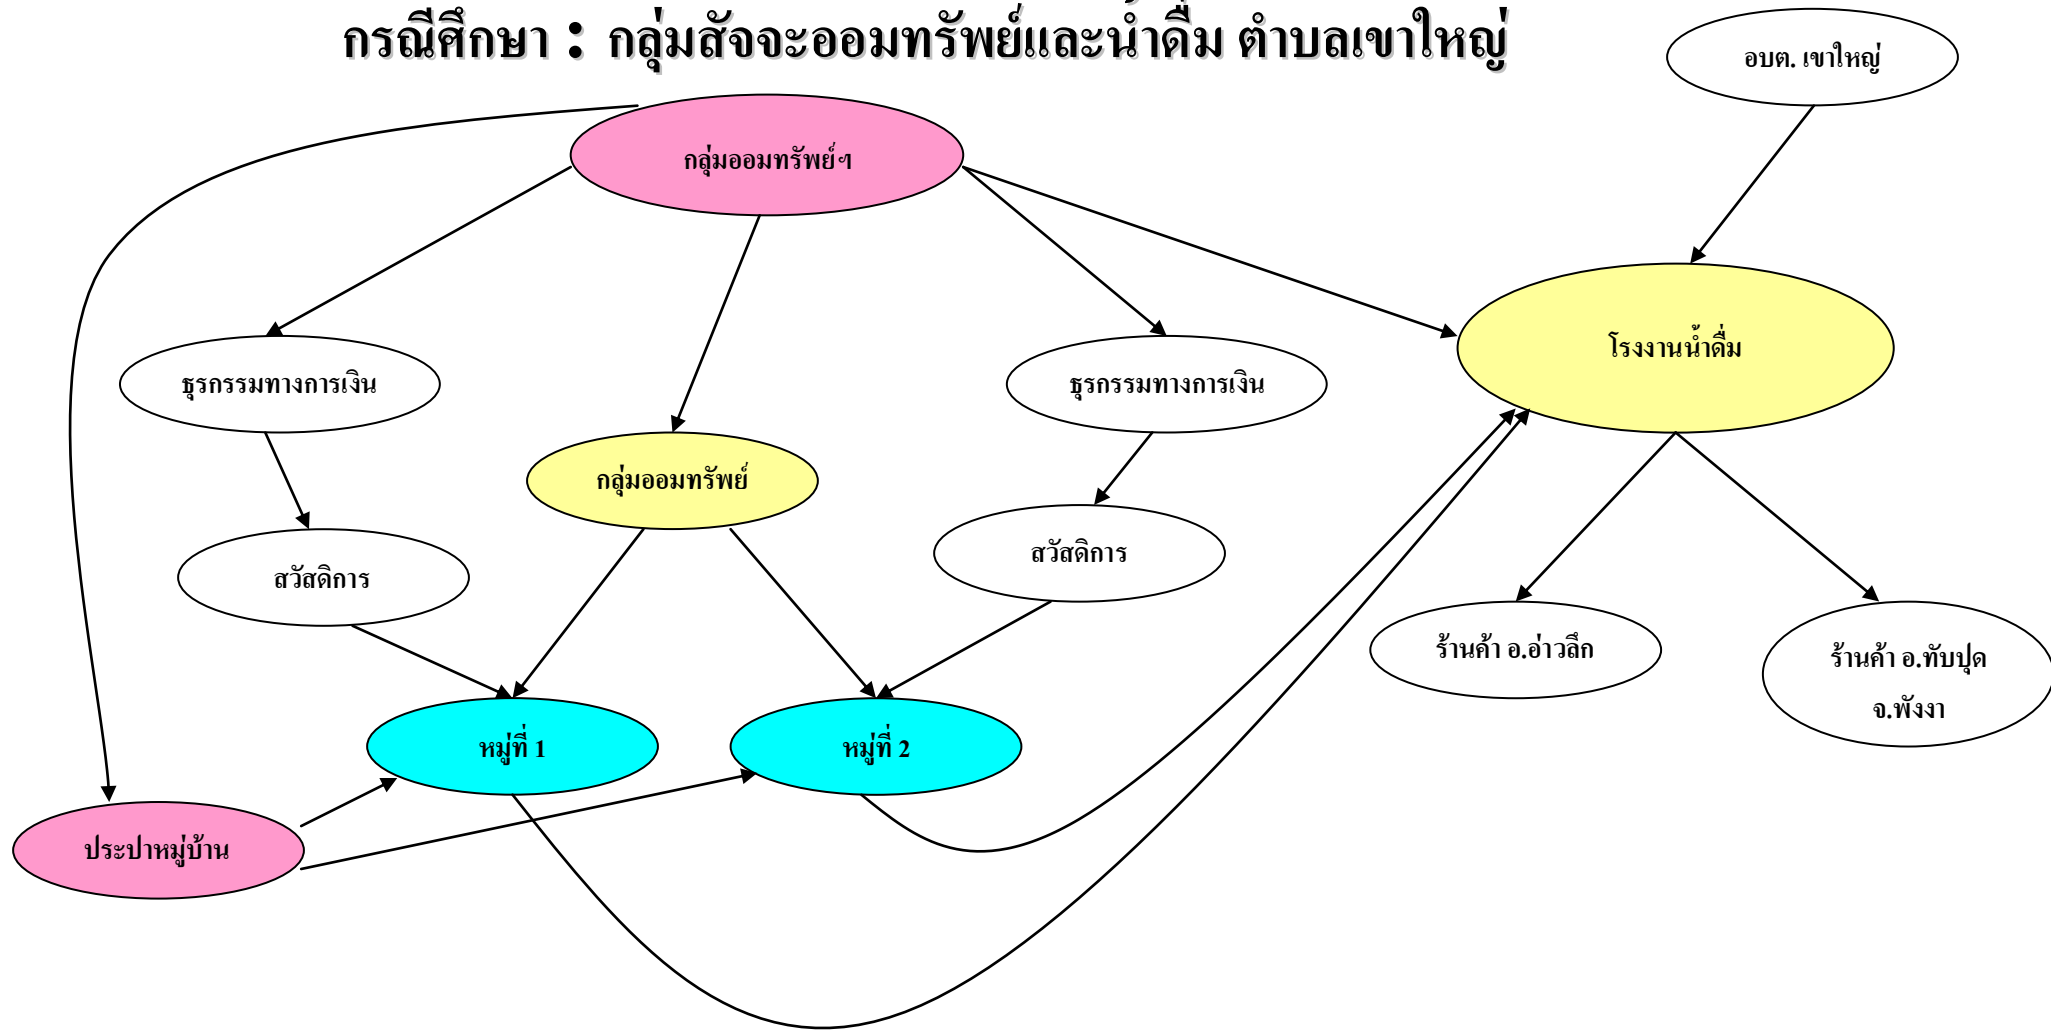 กรณีศึกษา : กลุ่มสัจจะออมทรัพย์และน้ำดื่ม ตำบลเขาใหญ่
อบต. เขาใหญ่
กลุ่มออมทรัพย์ฯ
โรงงานน้ำดื่ม
ธุรกรรมทางการเงิน
ธุรกรรมทางการเงิน
กลุ่มออมทรัพย์
สวัสดิการ
สวัสดิการ
ร้านค้า อ.อ่าวลึก
ร้านค้า อ.ทับปุด
จ.พังงา
หมู่ที่ 1
หมู่ที่ 2
ประปาหมู่บ้าน